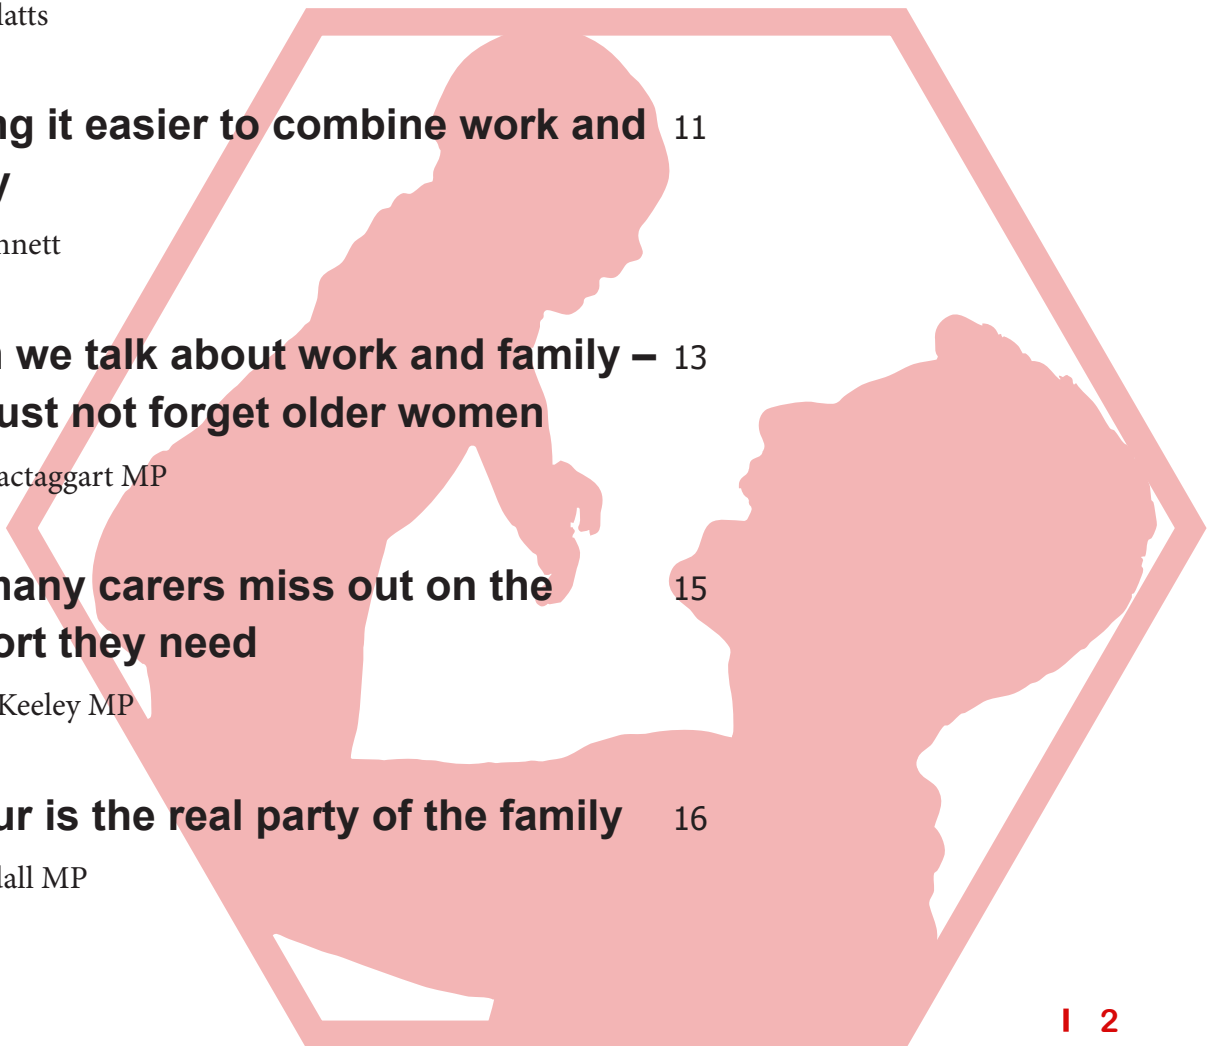 latts
ng it easier to combine work and 11
y
nnett
n we talk about work and family – 13
ust not forget older women
actaggart MP
nany carers miss out on the 15
ort they need
Keeley MP
ur is the real party of the family 16
dall MP
I 2